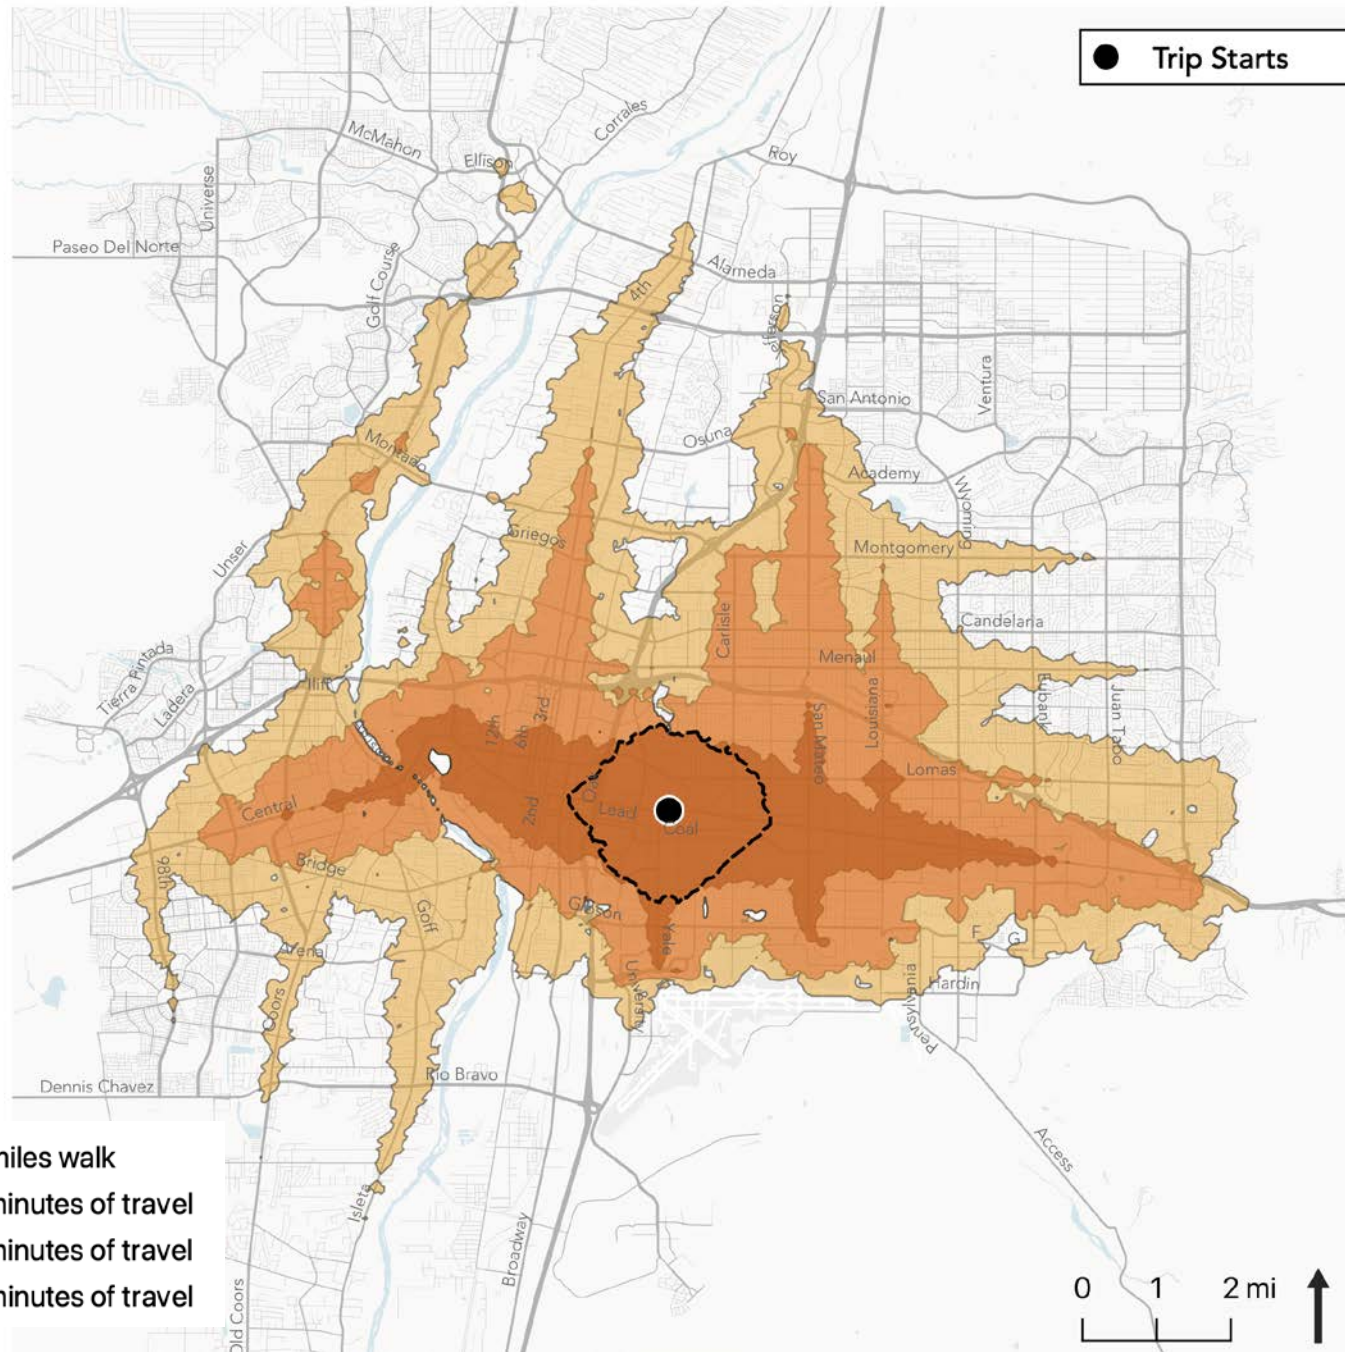 Trip Starts
Corrales
McMahon
Ellison
Roy
Universe
Paseo Del Norte
Golf Course
Alameda
4th
Jefferson
Ventura
San Antonio
Osuna
Montaño
Academy
Wyoming
Griegos
Montgomery
Unser
Candelaria
Carlisle
Menaul
Tierra Pintada
Iliff
Ladera
Eubank
Juan Tabo
Louisiana
San Mateo
12th
6th
3rd
Lomas
Central
2nd
Lead
Coal
Bridge
98th
Goff
Gibson
Yale
F
G
Arena
University
Hardin
Coors
Pennsylvania
Dennis Chavez
Rio Bravo
Access
miles walk
minutes of travel
Isleta
minutes of travel
Broadway
minutes of travel
Old Coors
0 1 2 mi